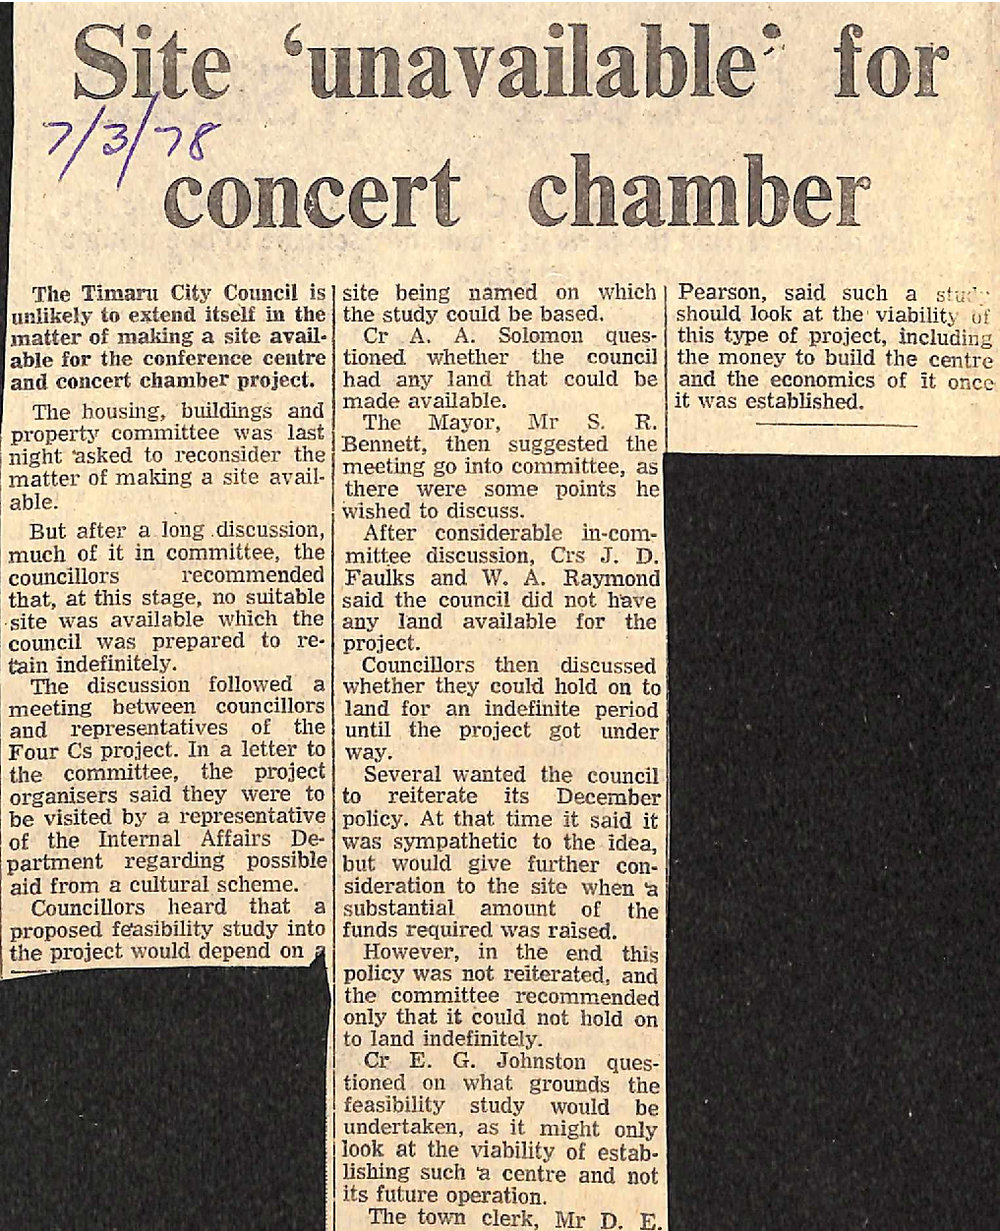 Site ‘unavailable’ for
7/3/78
concert chamber
The Timaru City Council is
unlikely to extend itself in the
matter of making a site avail-
able for the conference centre
and concert chamber project.
The housing, buildings and
property committee was last
night asked to reconsider the
matter of making a site avail-
able.
But after a long discussion,
much of it in committee, the
councillors recommended
that, at this stage, no suitable
site was available which the
council was prepared to re-
tain indefinitely.
The discussion followed a
meeting between councillors
and representatives of the
Four Cs project. In a letter to
the committee, the project
organisers said they were to
be visited by a representative
of the Internal Affairs De-
partment regarding possible
aid from a cultural scheme.
Councillors heard that a
proposed feasibility study into
the project would depend on a
site being named on which
the study could be based.
Cr A. A. Solomon ques-
tioned whether the council
had any land that could be
made available.
The Mayor, Mr S. R.
Bennett, then suggested the
meeting go into committee, as
there were some points he
wished to discuss.
After considerable in-com-
mittee discussion, Crs J. D.
Faulks and W. A. Raymond
said the council did not have
any land available for the
project.
Councillors then discussed
whether they could hold on to
land for an indefinite period
until the project got under
way.
Several wanted the council
to reiterate its December
policy. At that time it said it
was sympathetic to the idea,
but would give further con-
sideration to the site when a
substantial amount of the
funds required was raised.
However, in the end this
policy was not reiterated, and
the committee recommended
only that it could not hold on
to land indefinitely.
Cr E. G. Johnston ques-
tioned on what grounds the
feasibility study would be
undertaken, as it might only
look at the viability of estab-
lishing such a centre and not
its future operation.
The town clerk, Mr D. E.
Pearson, said such a study
should look at the viability of
this type of project, including
the money to build the centre
and the economics of it once
it was established.